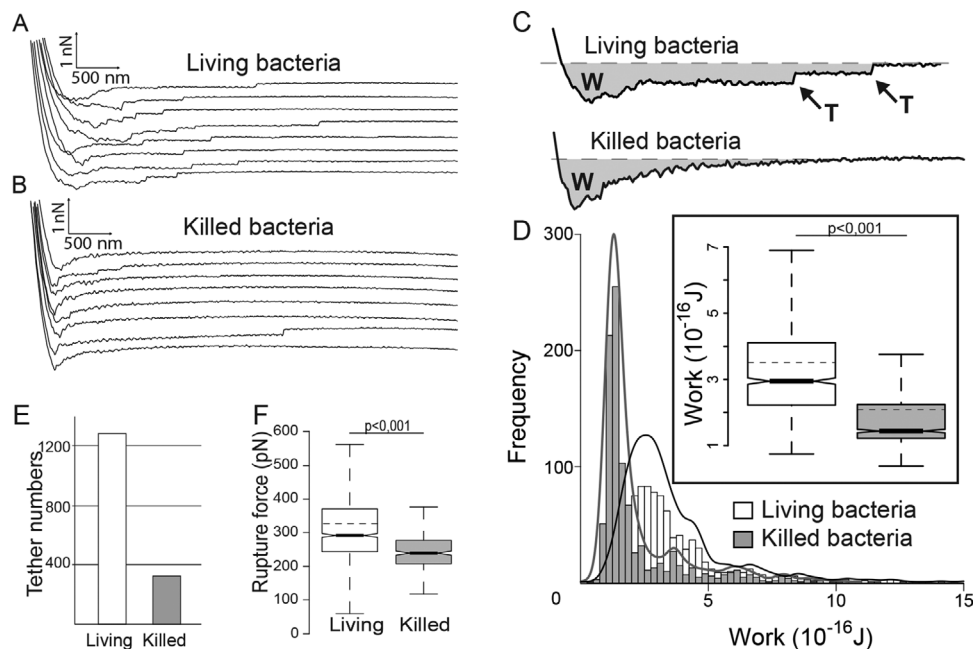 A
1 nN
500 nm
Living bacteria
B
1 nN
500 nm
Killed bacteria
C
Living bacteria
W
T
T
Killed bacteria
W
D
300
200
100
0
Frequency
0
5
10
15
Work (10-16J)
p<0,001
7
5
3
1
Work (10-16J)
Living bacteria
Killed bacteria
E
Tether numbers
1200
800
400
Living
Killed
F
Rupture force (pN)
600
500
400
300
200
100
0
p<0,001
Living
Killed